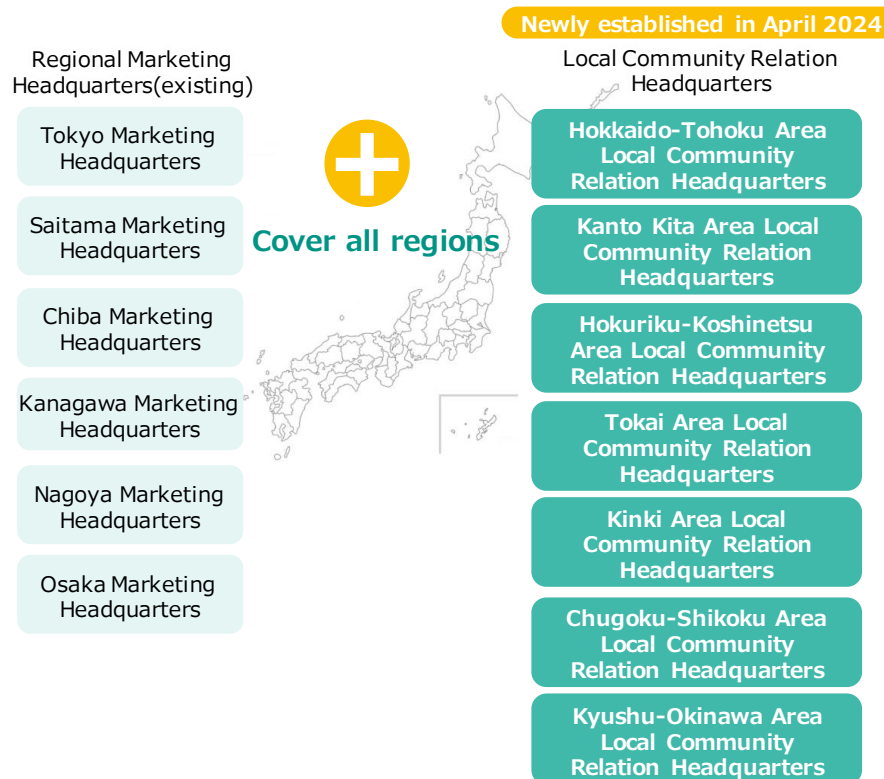 Newly established in April 2024
Regional Marketing
Headquarters(existing)
Tokyo Marketing
Headquarters
Saitama Marketing
Headquarters
Chiba Marketing
Headquarters
Kanagawa Marketing
Headquarters
Nagoya Marketing
Headquarters
Osaka Marketing
Headquarters
Cover all regions
Local Community Relation
Headquarters
Hokkaido-Tohoku Area
Local Community
Relation Headquarters
Kanto Kita Area Local
Community Relation
Headquarters
Hokuriku-Koshinetsu
Area Local Community
Relation Headquarters
Tokai Area Local
Community Relation
Headquarters
Kinki Area Local
Community Relation
Headquarters
Chugoku-Shikoku Area
Local Community
Relation Headquarters
Kyushu-Okinawa Area
Local Community
Relation Headquarters